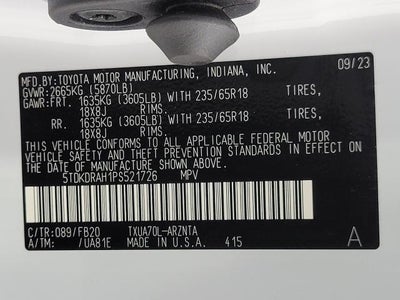 MFD.BY:TOYOTA MOTOR MANUFACTURING, INDIANA, INC. 09/23
GVWR: 2665KG (5870LB)
GAWR:FRT. 1635KG (3605LB) WITH 235/65R18 TIRES,
18X8J RIMS.
RR. 1635KG (3605LB) WITH 235/65R18 TIRES,
18X8J RIMS.
THIS VEHICLE CONFORMS TO ALL APPLICABLE FEDERAL MOTOR
VEHICLE SAFETY AND THEFT PREVENTION STANDARDS IN EFFECT
ON THE DATE OF MANUFACTURE SHOWN ABOVE.
5TDKDRAH1PS521726 MPV
C/TR:089/FB20 TXUA70L-ARZNTA
A/TM: /UA81E MADE IN U.S.A. 415 A